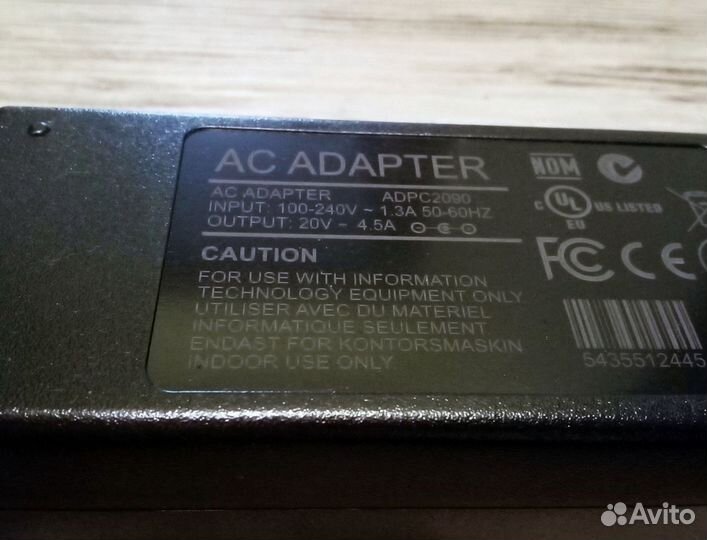 AC ADAPTER
AC ADAPTER ADPC2090
INPUT: 100-240V ~ 1.3A 50-60HZ
OUTPUT: 20V - 4.5A
CAUTION
FOR USE WITH INFORMATION
TECHNOLOGY EQUIPMENT ONLY
UTILISER AVEC DU MATERIEL
INFORMATIQUE SEULEMENT
ENDAST FOR KONTORSMASKIN
INDOOR USE ONLY.
NOM
C UL US LISTED
EU
FC CE
5435512445
Avito